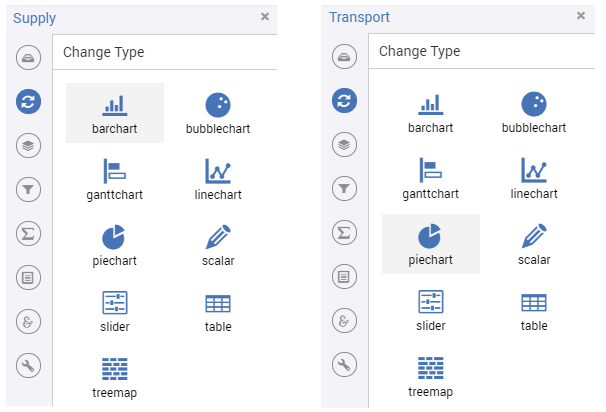 Supply
Change Type
barchart
bubblechart
ganttchart
linechart
piechart
scalar
slider
table
treemap
Transport
Change Type
barchart
bubblechart
ganttchart
linechart
piechart
scalar
slider
table
treemap